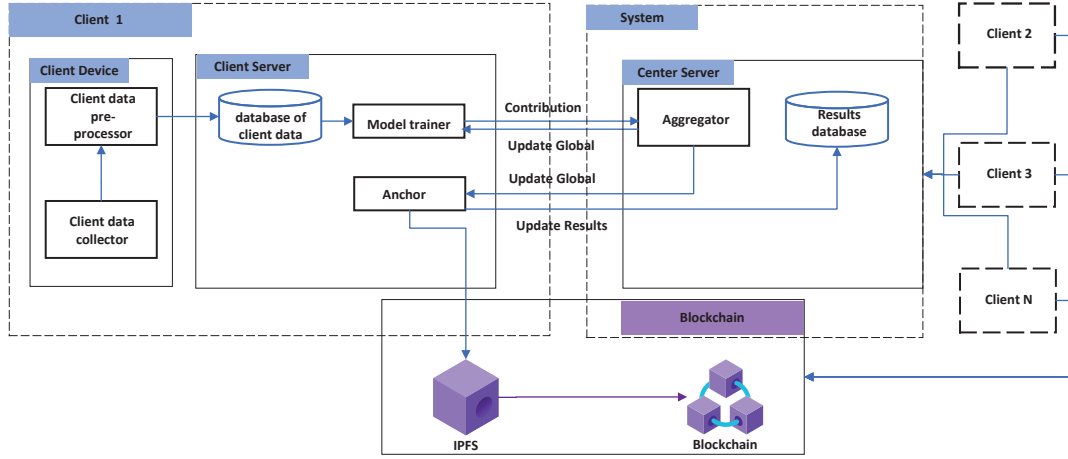 Client 1
System
Client 2
Client Device
Client Server
Center Server
Client data
pre-
processor
database of
client data
Model trainer
Contribution
Update Global
Aggregator
Results
database
Update Global
Anchor
Update Results
Client 3
Client data
collector
Client N
Blockchain
IPFS
Blockchain